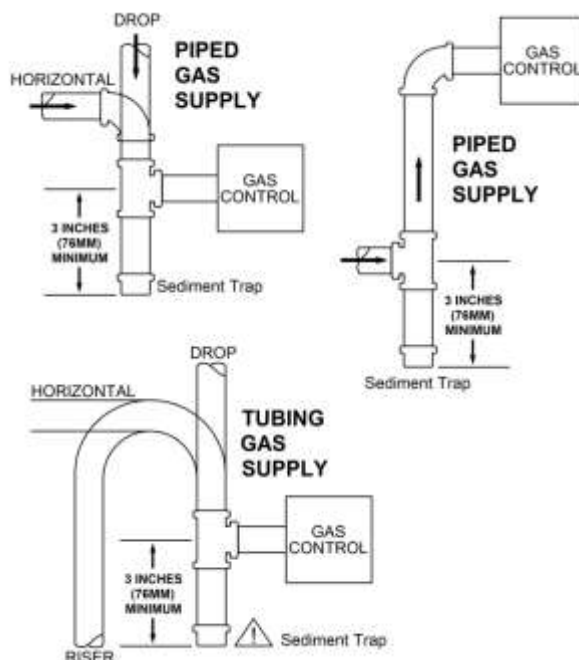 DROP
PIPED
GAS
SUPPLY
HORIZONTAL
GAS
CONTROL
3 INCHES
(76MM)
MINIMUM
Sediment Trap
GAS
CONTROL
PIPED
GAS
SUPPLY
3 INCHES
(76MM)
MINIMUM
Sediment Trap
DROP
HORIZONTAL
TUBING
GAS
SUPPLY
GAS
CONTROL
3 INCHES
(76MM)
MINIMUM
! Sediment Trap
RISER